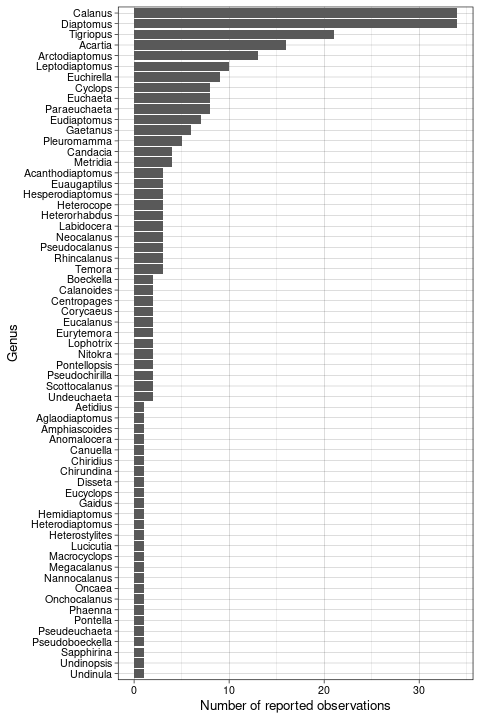 Calanus
Diaptomus
Tigriopus
Acartia
Arctodiaptomus
Leptodiaptomus
Euchirella
Cyclops
Euchaeta
Paraeuchaeta
Eudiaptomus
Gaetanus
Pleuromamma
Candacia
Metridia
Acanthodiaptomus
Euaugaptilus
Hesperodiaptomus
Heterocope
Heterorhabdus
Labidocera
Neocalanus
Pseudocalanus
Rhincalanus
Temora
Boeckella
Calanoides
Centropages
Corycaeus
Eucalanus
Eurytemora
Lophotrix
Nitokra
Pontellopsis
Pseudochirilla
Scottocalanus
Undeuchaeta
Aetidius
Aglaodiaptomus
Amphiascoides
Anomalocera
Canuella
Chiridius
Chirundina
Disseta
Eucyclops
Gaidus
Hemidiaptomus
Heterodiaptomus
Heterostylites
Lucicutia
Macrocyclops
Megacalanus
Nannocalanus
Oncaea
Onchocalanus
Phaenna
Pontella
Pseudeuchaeta
Pseudoboeckella
Sapphirina
Undinopsis
Undinula
Genus
0 10 20 30
Number of reported observations